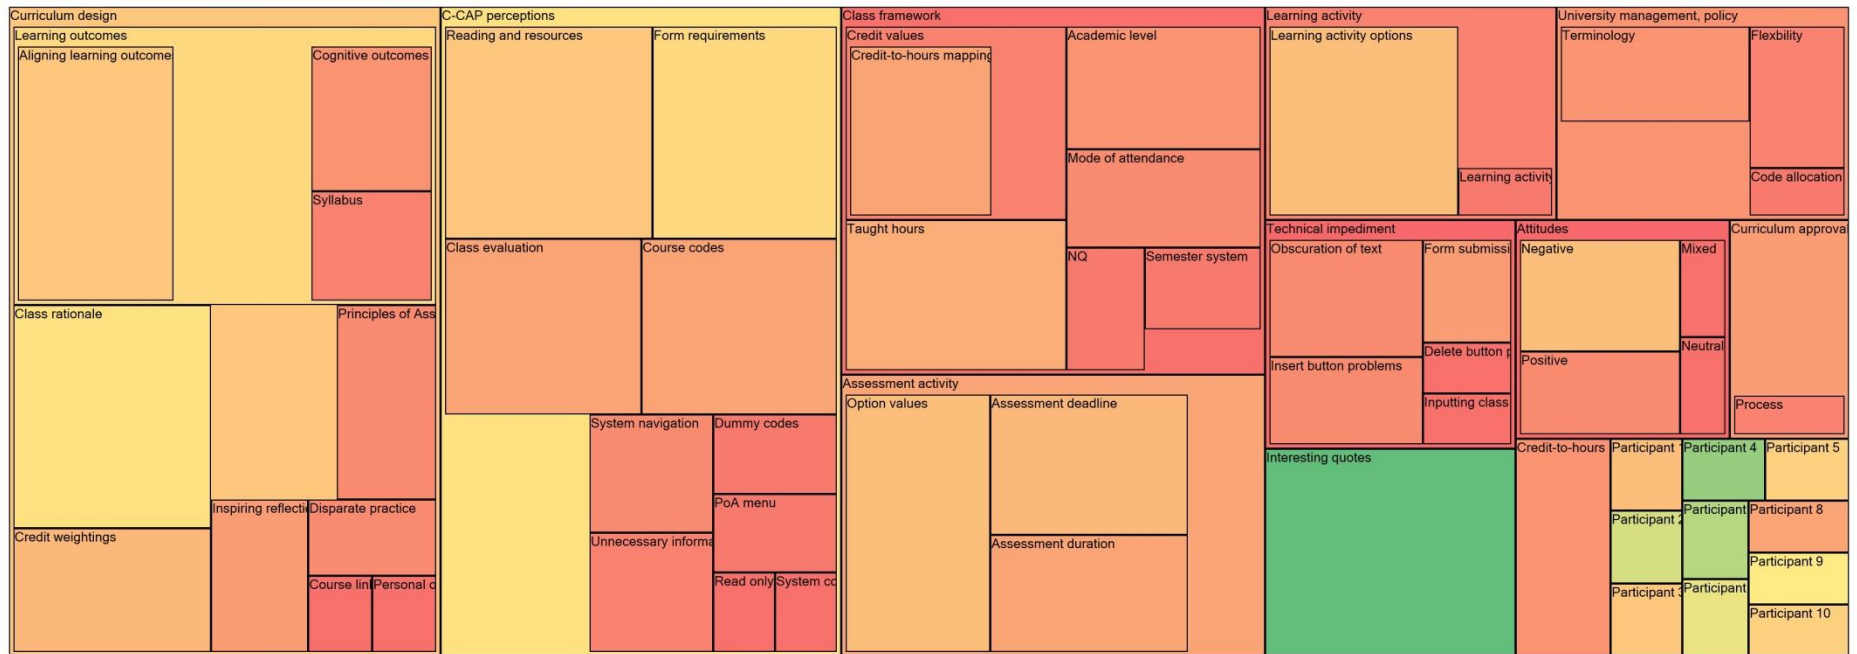 Curriculum design
Learning outcomes
Aligning learning outcome
Cognitive outcomes
Syllabus
Class rationale
Principles of Ass
Credit weightings
Inspiring reflecti
Disparate practice
Course lin
Personal c
C-CAP perceptions
Reading and resources
Form requirements
Class evaluation
Course codes
System navigation
Dummy codes
PoA menu
Unnecessary informa
Read only
System co
Class framework
Credit values
Credit-to-hours mapping
Academic level
Mode of attendance
Taught hours
NQ
Semester system
Assessment activity
Option values
Assessment deadline
Assessment duration
Learning activity
Learning activity options
Learning activity
University management, policy
Terminology
Flexbility
Code allocation
Technical impediment
Obscuration of text
Form submissi
Insert button problems
Delete button p
Inputting class
Attitudes
Negative
Mixed
Positive
Neutral
Curriculum approval
Process
Interesting quotes
Credit-to-hours
Participant 1
Participant 2
Participant 3
Participant 4
Participant
Participant
Participant 5
Participant 8
Participant 9
Participant 10